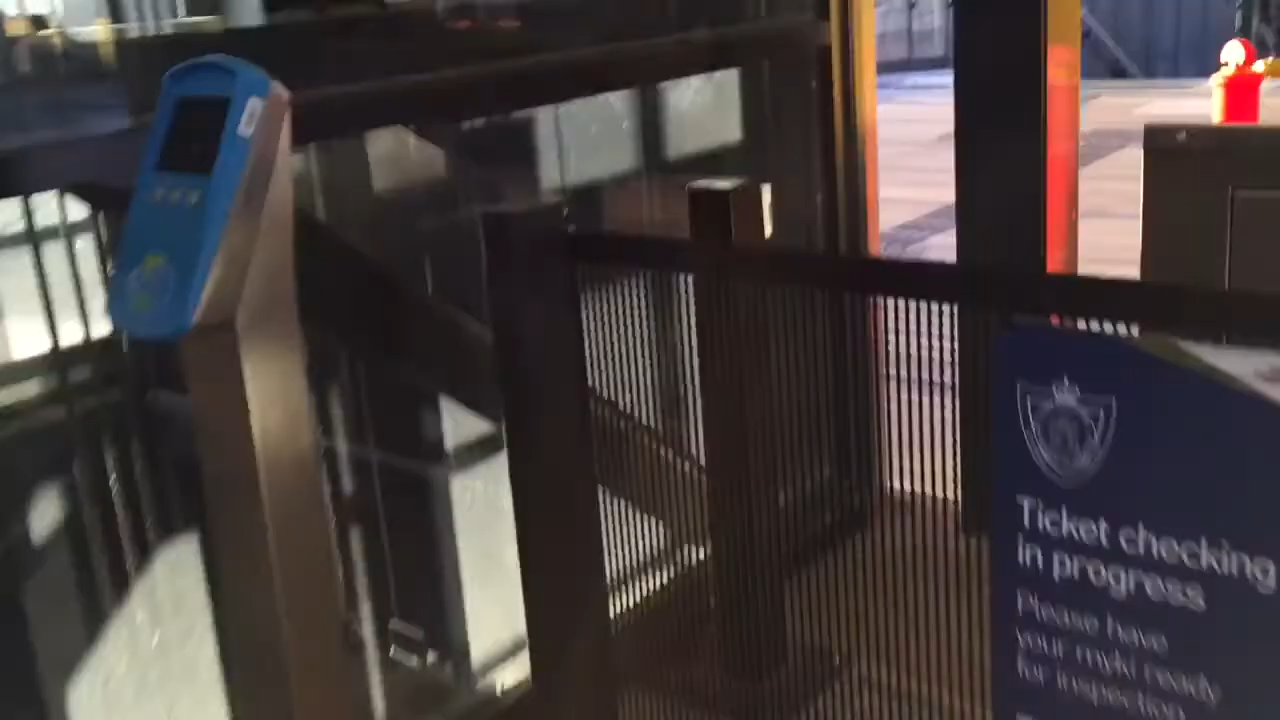 Ticket checking
in progress
Please have
your myki ready
for inspection